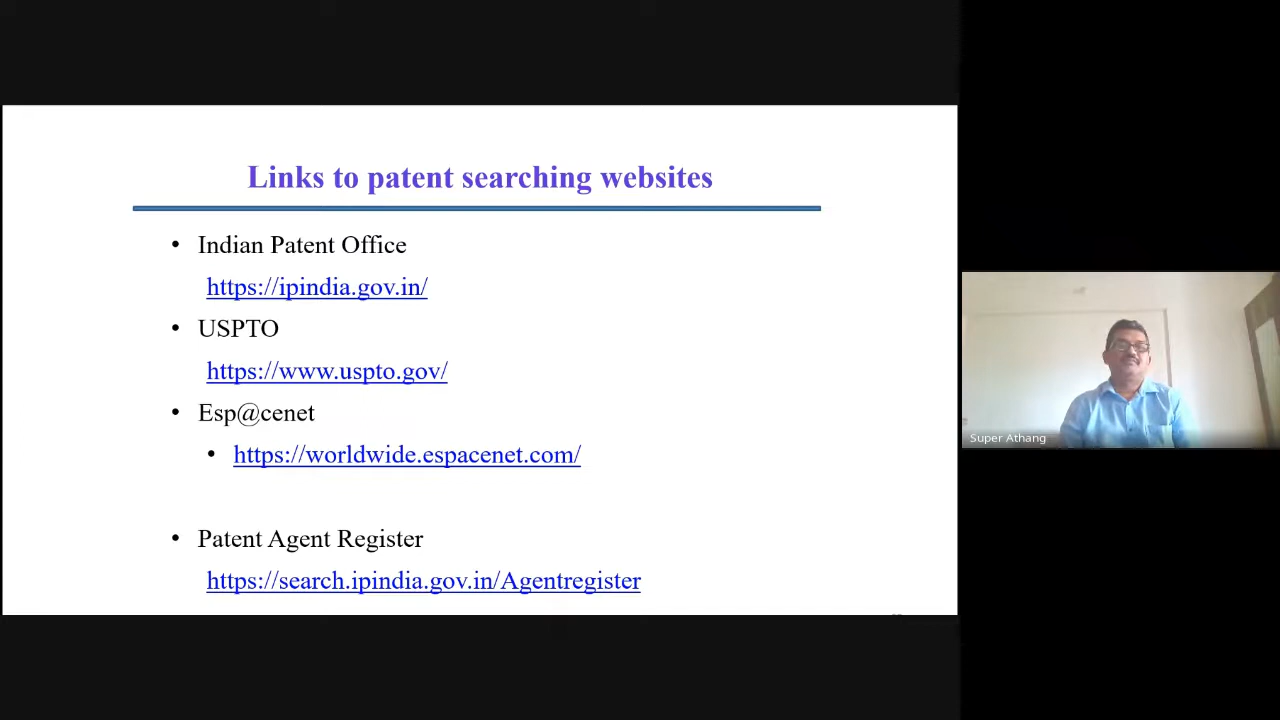 Links to patent searching websites
• Indian Patent Office
https://ipindia.gov.in/
• USPTO
https://www.uspto.gov/
• Esp@cenet
• https://worldwide.espacenet.com/
• Patent Agent Register
https://search.ipindia.gov.in/Agentregister
Super Athang